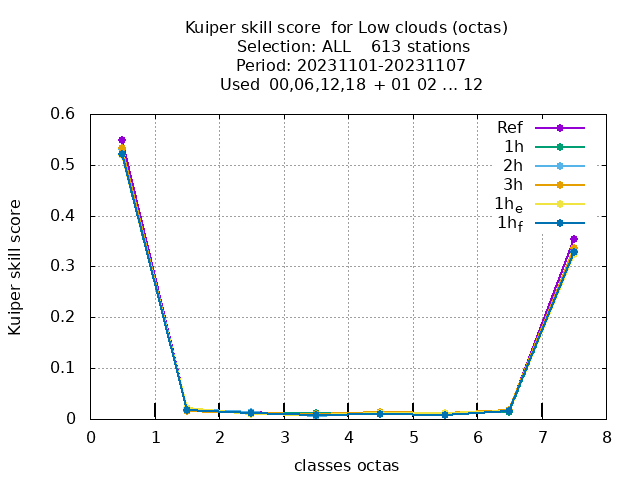 Kuiper skill score  for Low clouds (octas)
Selection: ALL    613 stations
Period: 20231101-20231107
Used  00,06,12,18  + 01 02 ... 12
Kuiper skill score
0.6
0.5
0.4
0.3
0.2
0.1
0
Ref
1h
2h
3h
1h_e
1h_f
0 1 2 3 4 5 6 7 8
classes octas